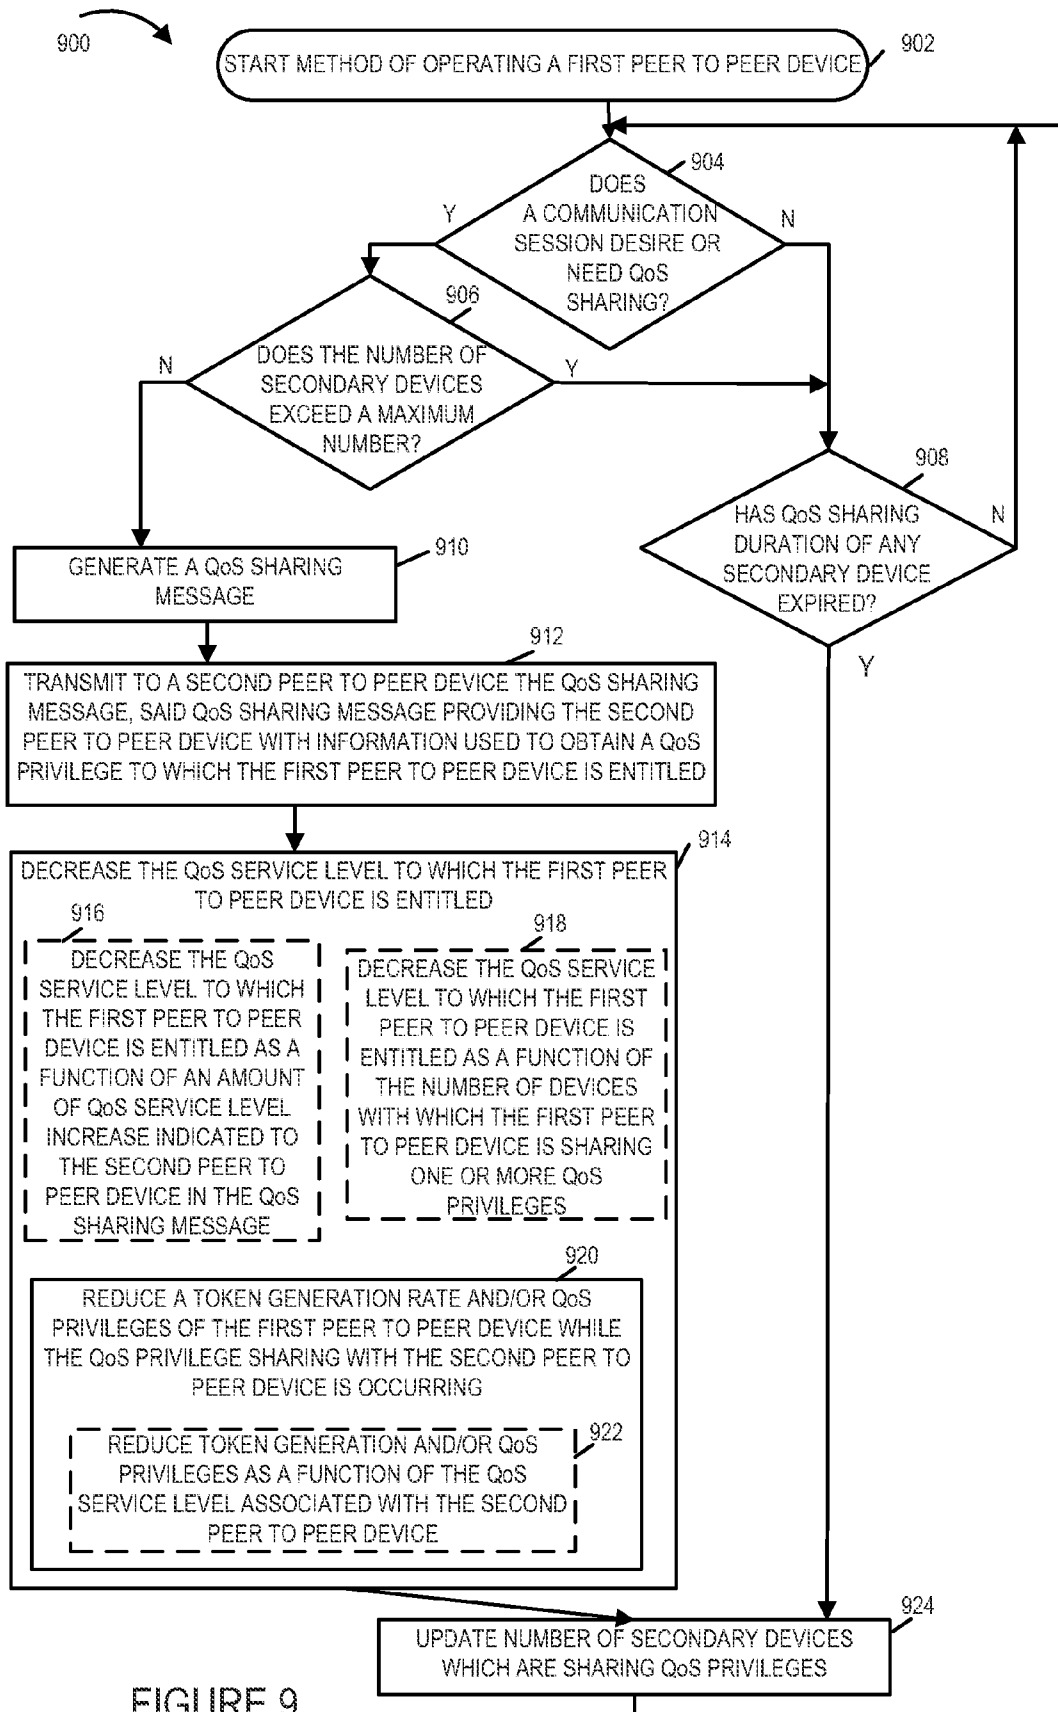 900
902
START METHOD OF OPERATING A FIRST PEER TO PEER DEVICE
904
DOES
A COMMUNICATION
SESSION DESIRE OR
NEED QoS
SHARING?
Y
N
906
DOES THE NUMBER OF
SECONDARY DEVICES
EXCEED A MAXIMUM
NUMBER?
N
Y
908
HAS QoS SHARING
DURATION OF ANY
SECONDARY DEVICE
EXPIRED?
N
Y
910
GENERATE A QoS SHARING
MESSAGE
912
TRANSMIT TO A SECOND PEER TO PEER DEVICE THE QoS SHARING
MESSAGE, SAID QoS SHARING MESSAGE PROVIDING THE SECOND
PEER TO PEER DEVICE WITH INFORMATION USED TO OBTAIN A QoS
PRIVILEGE TO WHICH THE FIRST PEER TO PEER DEVICE IS ENTITLED
914
DECREASE THE QoS SERVICE LEVEL TO WHICH THE FIRST PEER
TO PEER DEVICE IS ENTITLED
916
DECREASE THE QoS
SERVICE LEVEL TO WHICH
THE FIRST PEER TO PEER
DEVICE IS ENTITLED AS A
FUNCTION OF AN AMOUNT
OF QoS SERVICE LEVEL
INCREASE INDICATED TO
THE SECOND PEER TO
PEER DEVICE IN THE QoS
SHARING MESSAGE
918
DECREASE THE QoS SERVICE
LEVEL TO WHICH THE FIRST
PEER TO PEER DEVICE IS
ENTITLED AS A FUNCTION OF
THE NUMBER OF DEVICES
WITH WHICH THE FIRST PEER
TO PEER DEVICE IS SHARING
ONE OR MORE QoS
PRIVILEGES
920
REDUCE A TOKEN GENERATION RATE AND/OR QoS
PRIVILEGES OF THE FIRST PEER TO PEER DEVICE WHILE
THE QoS PRIVILEGE SHARING WITH THE SECOND PEER TO
PEER DEVICE IS OCCURRING
922
REDUCE TOKEN GENERATION AND/OR QoS
PRIVILEGES AS A FUNCTION OF THE QoS
SERVICE LEVEL ASSOCIATED WITH THE SECOND
PEER TO PEER DEVICE
924
UPDATE NUMBER OF SECONDARY DEVICES
WHICH ARE SHARING QoS PRIVILEGES
FIGURE 9